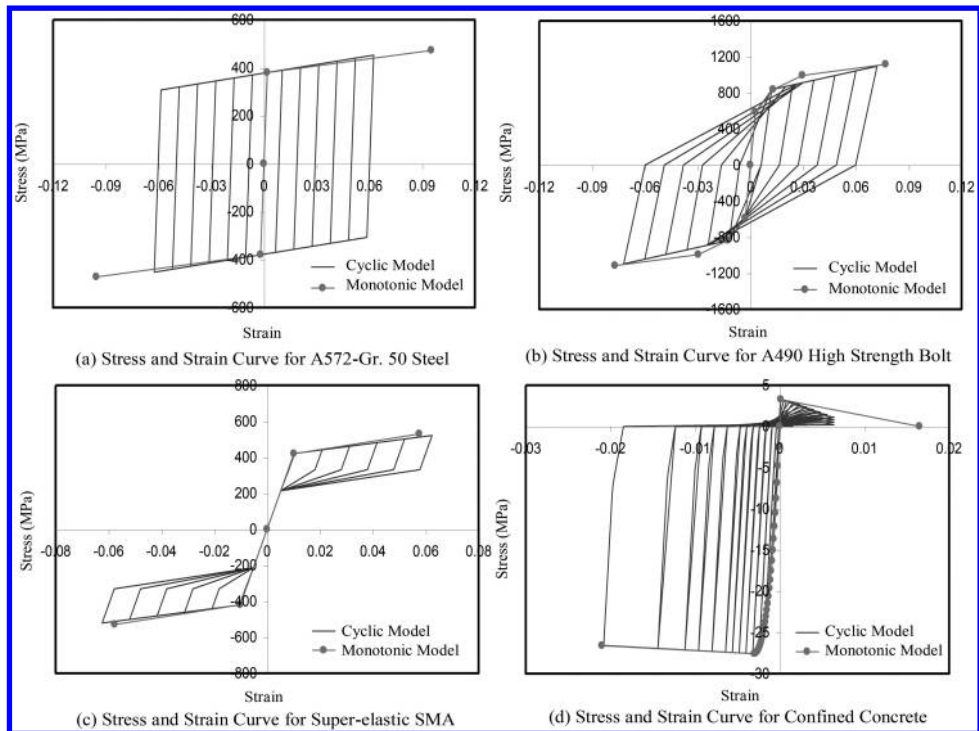 600
400
200
0
-0.12 -0.09 -0.06 -0.03 0 0.03 0.06 0.09 0.12
-200
-400
-600
Stress (MPa)
Cyclic Model
Monotonic Model
Strain
(a) Stress and Strain Curve for A572-Gr. 50 Steel
1600
1200
800
400
0
-0.12 -0.09 -0.06 -0.03 0 0.03 0.06 0.09 0.12
-400
-800
-1200
-1600
Stress (MPa)
Cyclic Model
Monotonic Model
Strain
(b) Stress and Strain Curve for A490 High Strength Bolt
800
600
400
200
0
-0.08 -0.06 -0.04 -0.02 0 0.02 0.04 0.06 0.08
-200
-400
-600
800
Stress (MPa)
Cyclic Model
Monotonic Model
Strain
(c) Stress and Strain Curve for Super-elastic SMA
5
0
-0.03 -0.02 -0.01 0 0.01 0.02
-5
-10
-15
-20
-25
-30
Stress (MPa)
Cyclic Model
Monotonic Model
Strain
(d) Stress and Strain Curve for Confined Concrete